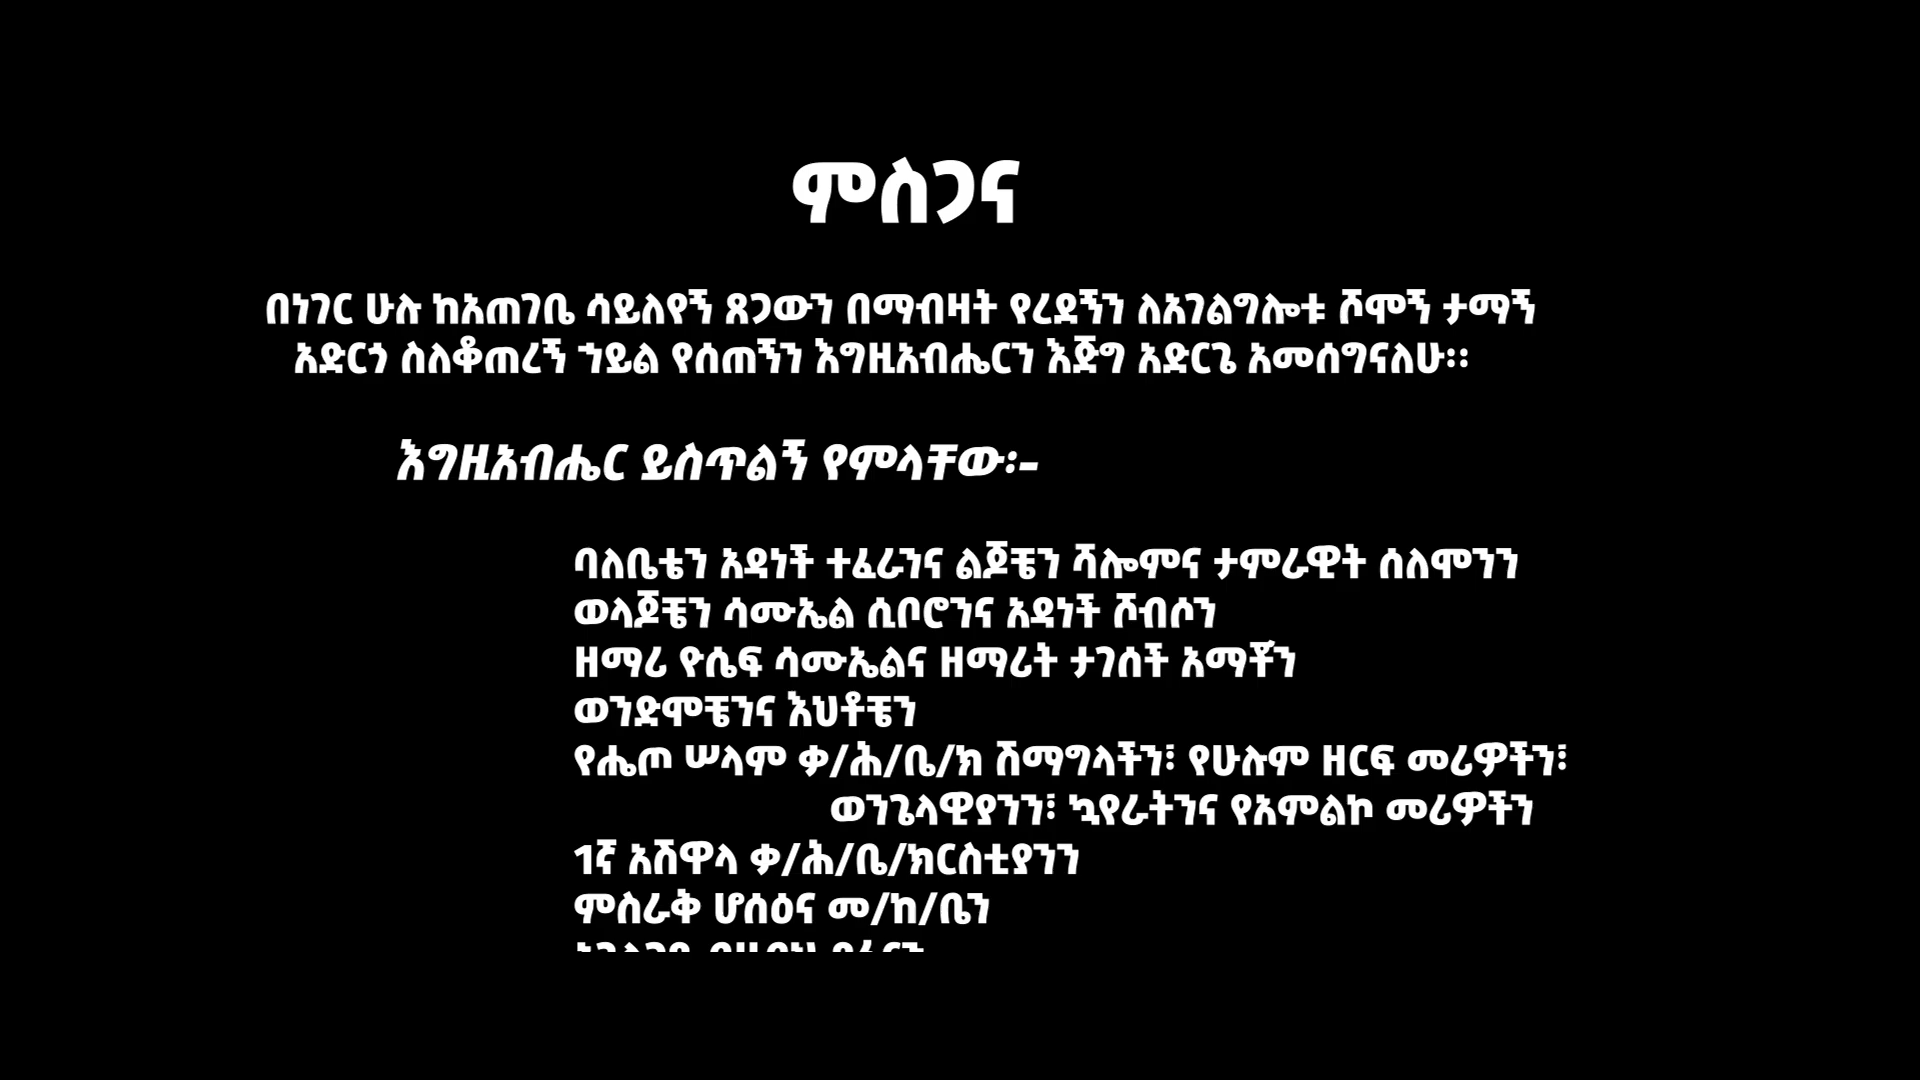 ምስጋና
በነገር ሁሉ ከአጠገቤ ሳይለየኝ ጸጋውን በማብዛት የረደኝን ለአገልግሎቱ ሾሞኝ ታማኝ
አድርጎ ስለቆጠረኝ ኀይል የሰጠኝን እግዚአብሔርን እጅግ አድርጌ አመሰግናለሁ።
እግዚአብሔር ይስጥልኝ የምላቸው፡-
ባለቤቴን አዳነች ተፈራንና ልጆቼን ሻሎምና ታምራዊት ሰለሞንን
ወላጆቼን ሳሙኤል ሲቦሮንና አዳነች ሾብሶን
ዘማሪ ዮሴፍ ሳሙኤልና ዘማሪት ታገሰች አማቾን
ወንድሞቼንና እህቶቼን
የሔጦ ሠላም ቃ/ሕ/ቤ/ክ ሽማግላችን፣ የሁሉም ዘርፍ መሪዎችን፣
ወንጌላዊያንን፣ ኳየራትንና የአምልኮ መሪዎችን
1ኛ አሽዋላ ቃ/ሕ/ቤ/ክርስቲያንን
ምስራቅ ሆሰዕና መ/ከ/ቤን